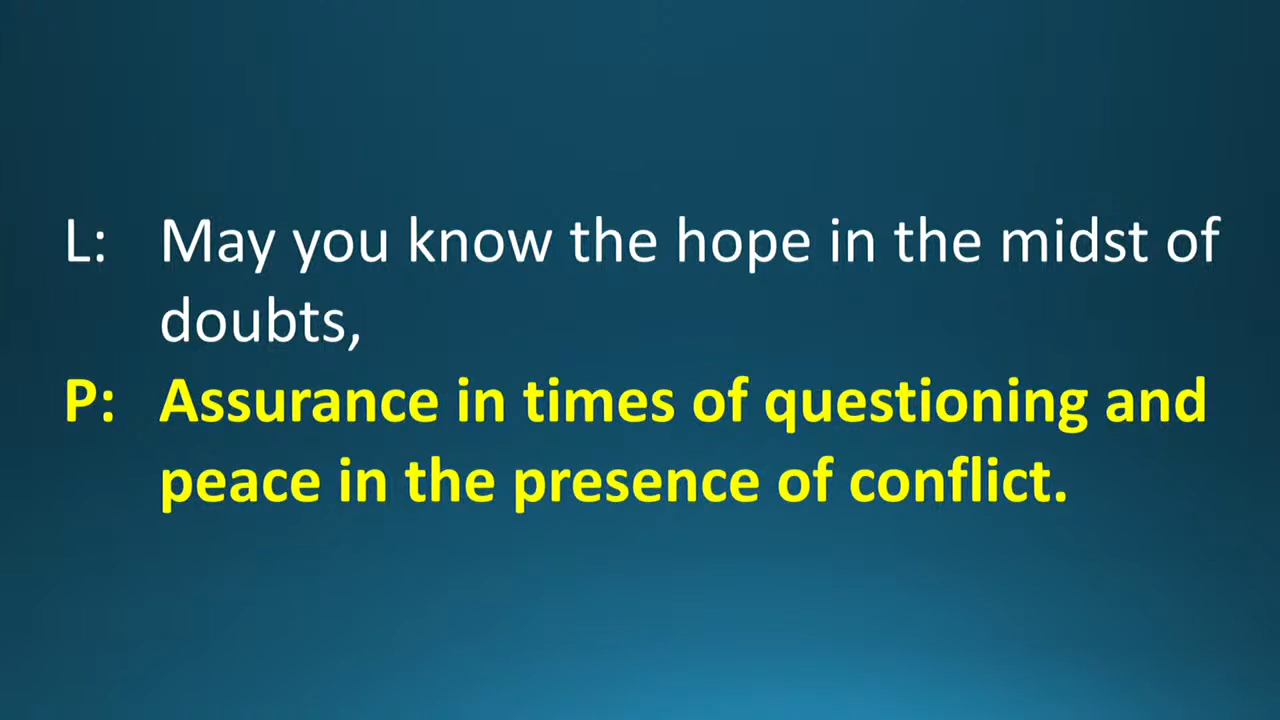 L: May you know the hope in the midst of
doubts,
P: Assurance in times of questioning and
peace in the presence of conflict.